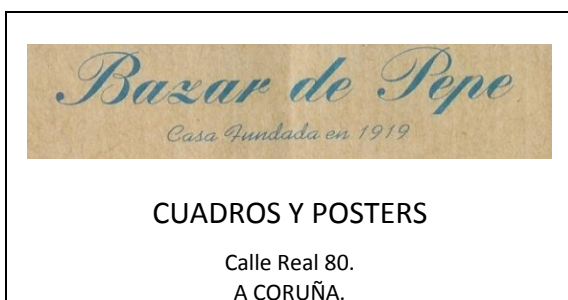 Bazar de Pepe
Casa Fundada en 1919
CUADROS Y POSTERS
Calle Real 80.
A CORUÑA.